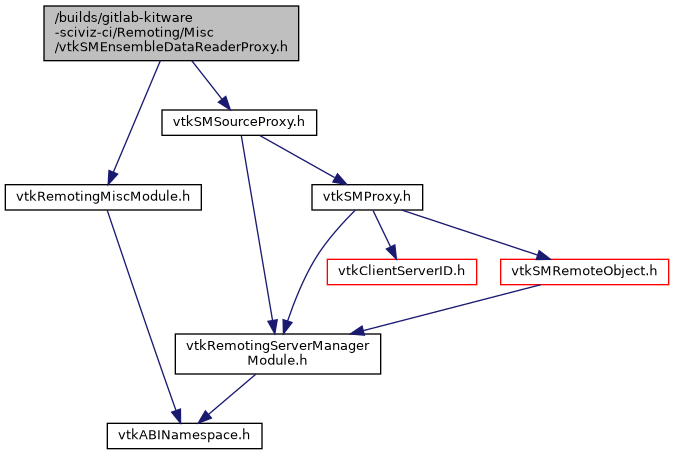 /builds/gitlab-kitware
-sciviz-ci/Remoting/Misc
/vtkSMEnsembleDataReaderProxy.h
vtkSMSourceProxy.h
vtkRemotingMiscModule.h
vtkSMProxy.h
vtkClientServerID.h
vtkSMRemoteObject.h
vtkRemotingServerManager
Module.h
vtkABINamespace.h